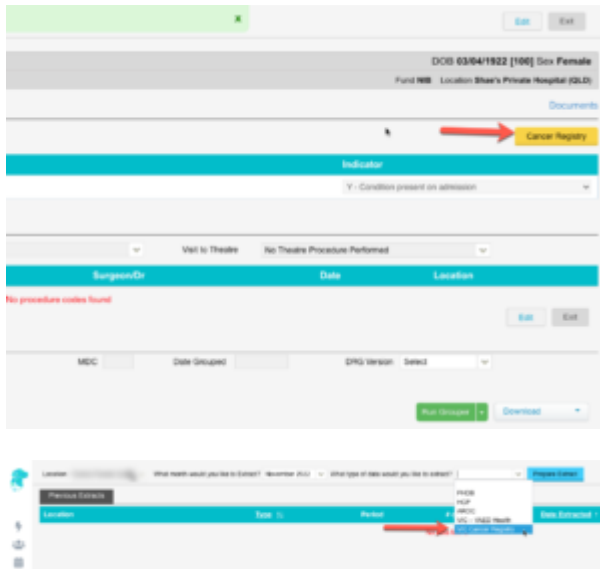 x
Edit Exit
DOB 03/04/1922 [100] Sex Female
Fund NIB Location Shae's Private Hospital (QLD)
Documents
Cancer Registry
Indicator
Y - Condition present on admission
Visit to Theatre No Theatre Procedure Performed
Surgeon/Dr Date Location
No procedure codes found
Edit Exit
MDC Date Grouped DRG Version Select
Run Grouper Download
Location What month would you like to Extract? November 2022 What type of data would you like to extract? Prepare Extract
Previous Extracts
PHDB
HCP
Location Type Period Date Extracted
VIC Cancer Registry